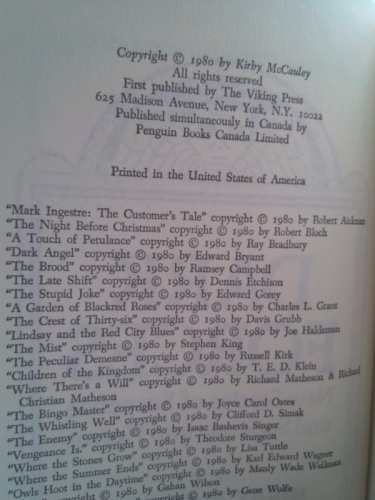 Copyright © 1980 by Kirby McCauley
All rights reserved
First published by The Viking Press
625 Madison Avenue, New York, N.Y. 10022
Published simultaneously in Canada by
Penguin Books Canada Limited
Printed in the United States of America
"Mark Ingestre: The Customer's Tale" copyright © 1980 by Robert Aickman
"The Night Before Christmas" copyright © 1980 by Robert Bloch
"A Touch of Petulance" copyright © 1980 by Ray Bradbury
"Dark Angel" copyright © 1980 by Edward Bryant
"The Brood" copyright © 1980 by Ramsey Campbell
"The Late Shift" copyright © 1980 by Dennis Etchison
"The Stupid Joke" copyright © 1980 by Edward Gorey
"A Garden of Blackred Roses" copyright © 1980 by Charles L. Grant
"The Crest of Thirty-six" copyright © 1980 by Davis Grubb
"Lindsay and the Red City Blues" copyright © 1980 by Joe Haldeman
"The Mist" copyright © 1980 by Stephen King
"The Peculiar Demesne" copyright © 1980 by Russell Kirk
"Children of the Kingdom" copyright © 1980 by T. E. D. Klein
"Where There's a Will" copyright © 1980 by Richard Matheson & Richard
Christian Matheson
"The Bingo Master" copyright © 1980 by Joyce Carol Oates
"The Whistling Well" copyright © 1980 by Clifford D. Simak
"The Enemy" copyright © 1980 by Isaac Bashevis Singer
"Vengeance Is." copyright © 1980 by Theodore Sturgeon
"Where the Stones Grow" copyright © 1980 by Lisa Tuttle
"Where the Summer Ends" copyright © 1980 by Karl Edward Wagner
"Owls Hoot in the Daytime" copyright © 1980 by Manly Wade Wellman
copyright © 1980 by Gahan Wilson
copyright © 1980 by Gene Wolfe